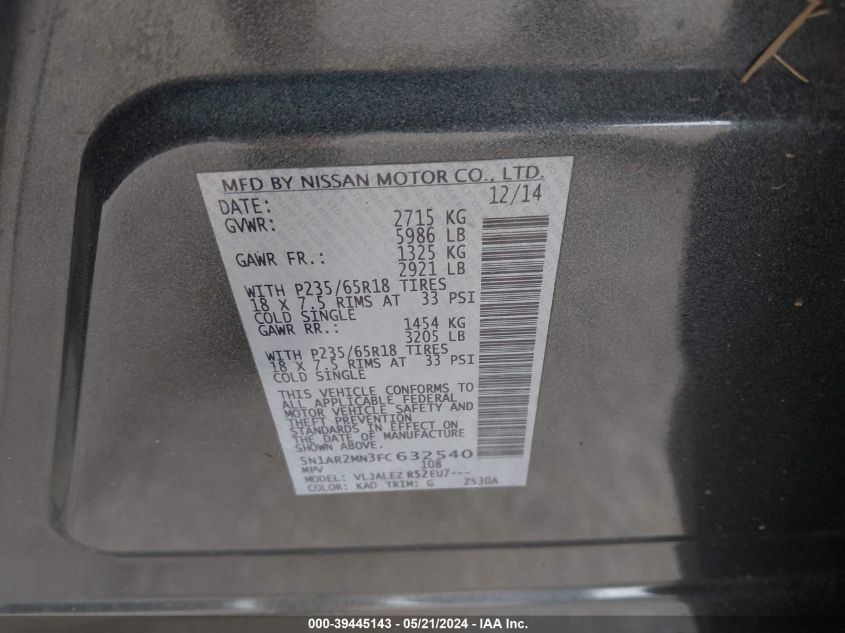 MFD BY NISSAN MOTOR CO., LTD.
DATE: 12/14
GVWR: 2715 KG
5986 LB
GAWR FR.: 1325 KG
2921 LB
WITH P235/65R18 TIRES
18 X 7.5 RIMS AT 33 PSI
COLD SINGLE
GAWR RR.: 1454 KG
3205 LB
WITH P235/65R18 TIRES
18 X 7.5 RIMS AT 33 PSI
COLD SINGLE
THIS VEHICLE CONFORMS TO
ALL APPLICABLE FEDERAL
MOTOR VEHICLE SAFETY AND
THEFT PREVENTION
STANDARDS IN EFFECT ON
THE DATE OF MANUFACTURE
SHOWN ABOVE.
5N1AR2MN3FC632540
MPV 108
MODEL: VLJALEZ R52EU7---
COLOR: KAD TRIM: G ZS30A
000-39445143 - 05/21/2024 - IAA Inc.